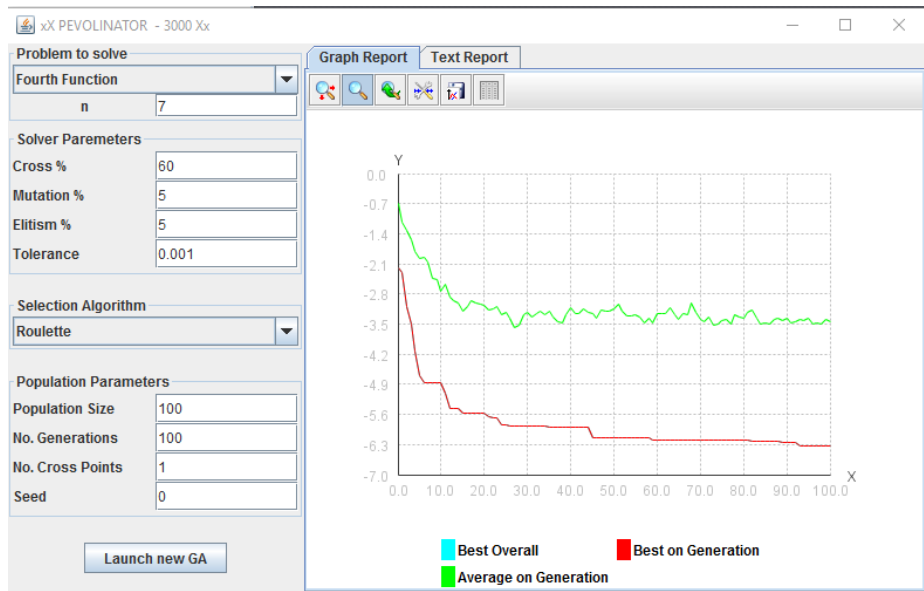 xX PEVOLINATOR - 3000 Xx
Problem to solve
Fourth Function
n 7
Solver Paremeters
Cross % 60
Mutation % 5
Elitism % 5
Tolerance 0.001
Selection Algorithm
Roulette
Population Parameters
Population Size 100
No. Generations 100
No. Cross Points 1
Seed 0
Launch new GA
Graph Report Text Report
Y
0.0
-0.7
-1.4
-2.1
-2.8
-3.5
-4.2
-4.9
-5.6
-6.3
-7.0
X
0.0 10.0 20.0 30.0 40.0 50.0 60.0 70.0 80.0 90.0 100.0
Best Overall Best on Generation
Average on Generation